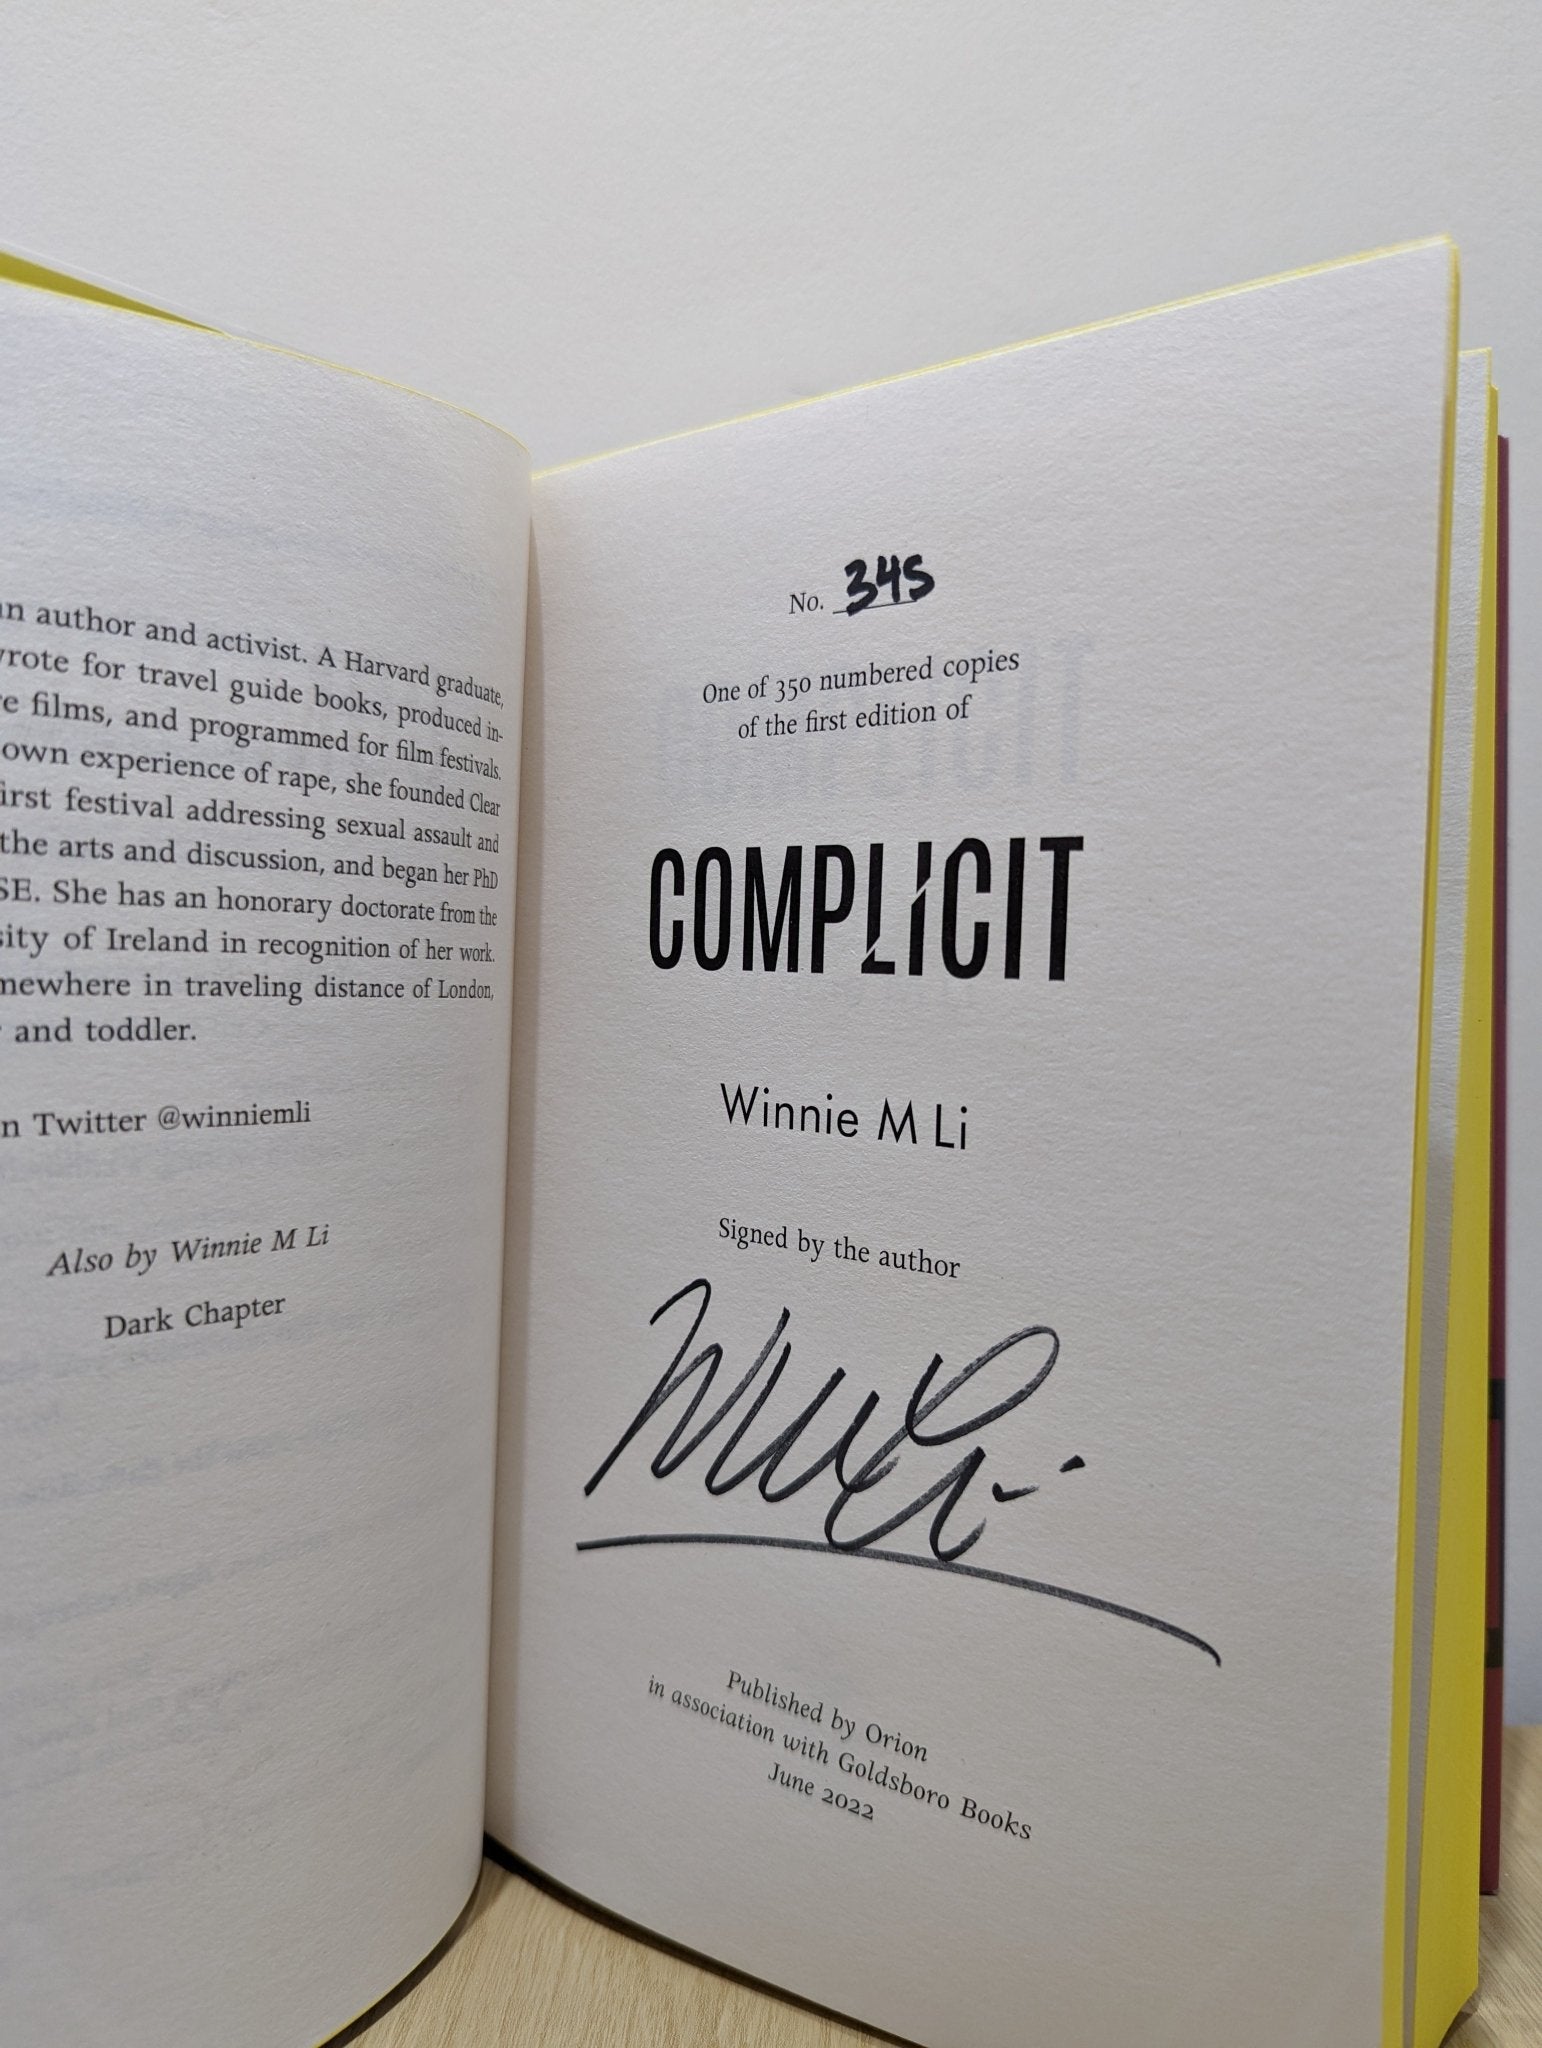 an author and activist. A Harvard graduate,
wrote for travel guide books, produced in-
re films, and programmed for film festivals.
own experience of rape, she founded Clear
first festival addressing sexual assault and
the arts and discussion, and began her PhD
SE. She has an honorary doctorate from the
sity of Ireland in recognition of her work.
mewhere in traveling distance of London,
and toddler.
n Twitter @winniemli
Also by Winnie M Li
Dark Chapter
No. 345
One of 350 numbered copies
of the first edition of
COMPLICIT
Winnie M Li
Signed by the author
Published by Orion
in association with Goldsboro Books
June 2022